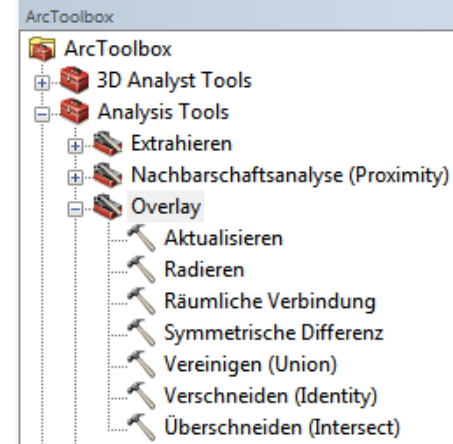 ArcToolbox
ArcToolbox
3D Analyst Tools
Analysis Tools
Extrahieren
Nachbarschaftsanalyse (Proximity)
Overlay
Aktualisieren
Radieren
Räumliche Verbindung
Symmetrische Differenz
Vereinigen (Union)
Verschneiden (Identity)
Überschneiden (Intersect)